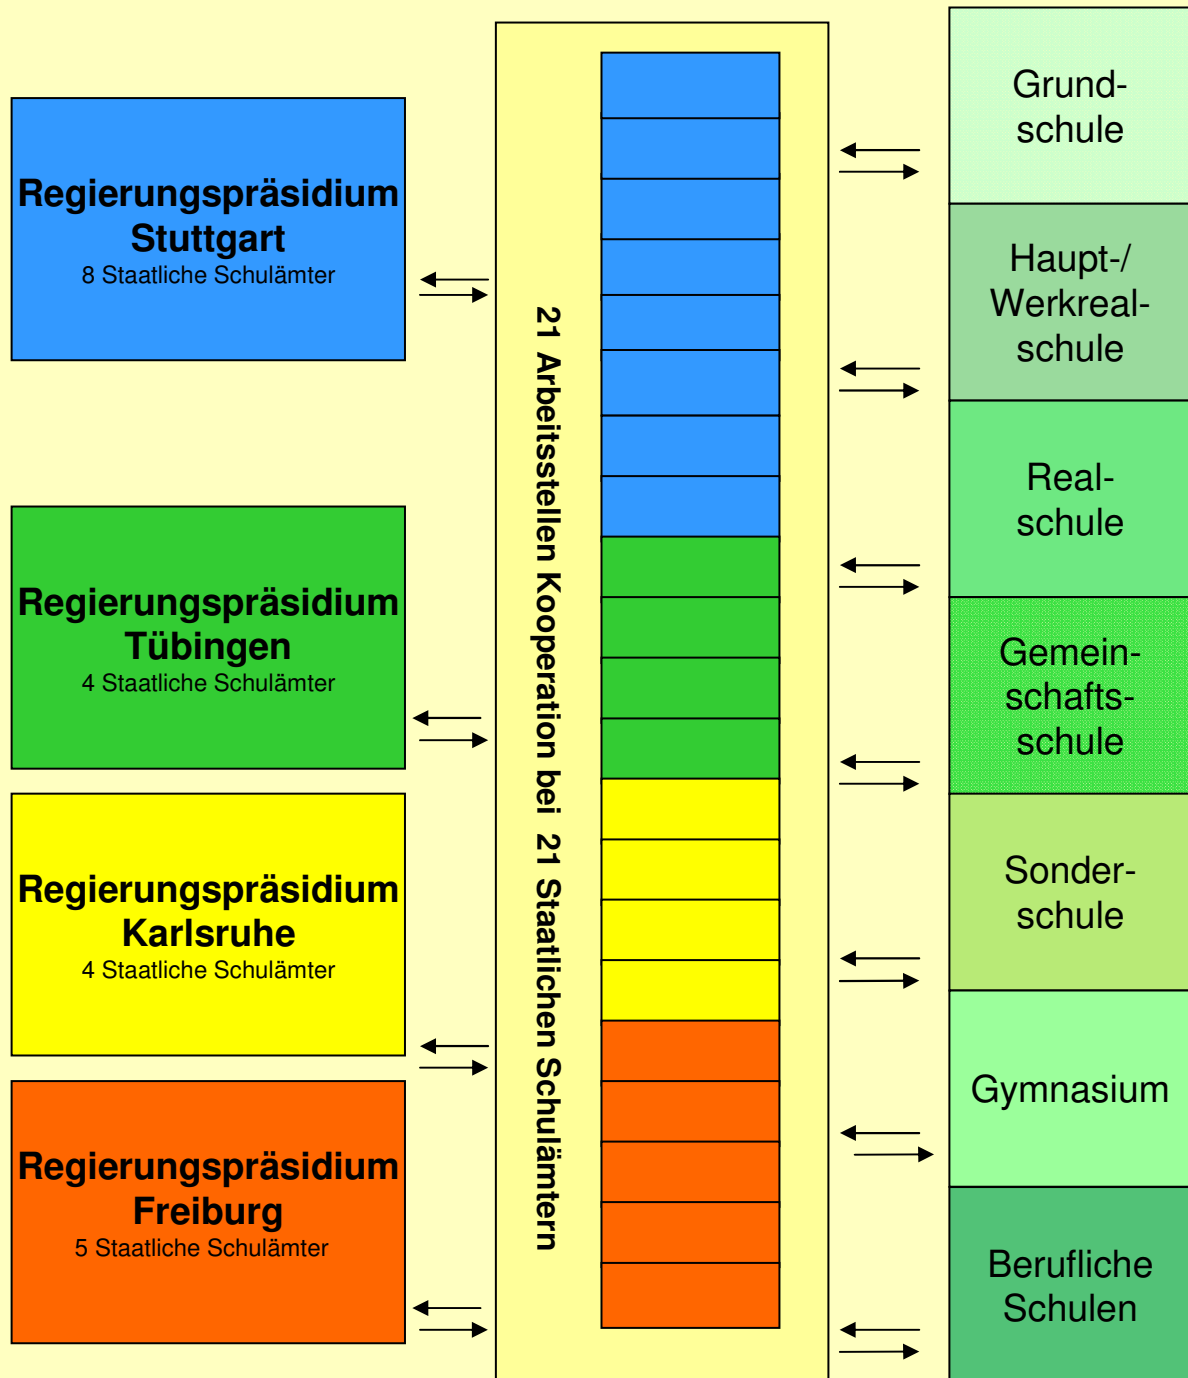 Regierungspräsidium
Stuttgart
8 Staatliche Schulämter
Regierungspräsidium
Tübingen
4 Staatliche Schulämter
Regierungspräsidium
Karlsruhe
4 Staatliche Schulämter
Regierungspräsidium
Freiburg
5 Staatliche Schulämter
21 Arbeitsstellen Kooperation bei 21 Staatlichen Schulämtern
Grund-
schule
Haupt-/
Werkreal-
schule
Real-
schule
Gemein-
schafts-
schule
Sonder-
schule
Gymnasium
Berufliche
Schulen